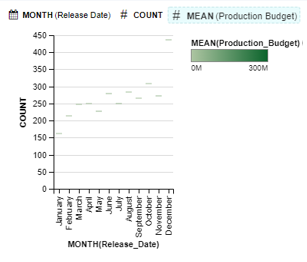 MONTH (Release Date) # COUNT # MEAN (Production Budget)
MEAN(Production_Budget)
0M 300M
COUNT
450
400
350
300
250
200
150
100
50
0
January
February
March
April
May
June
July
August
September
October
November
December
MONTH(Release_Date)